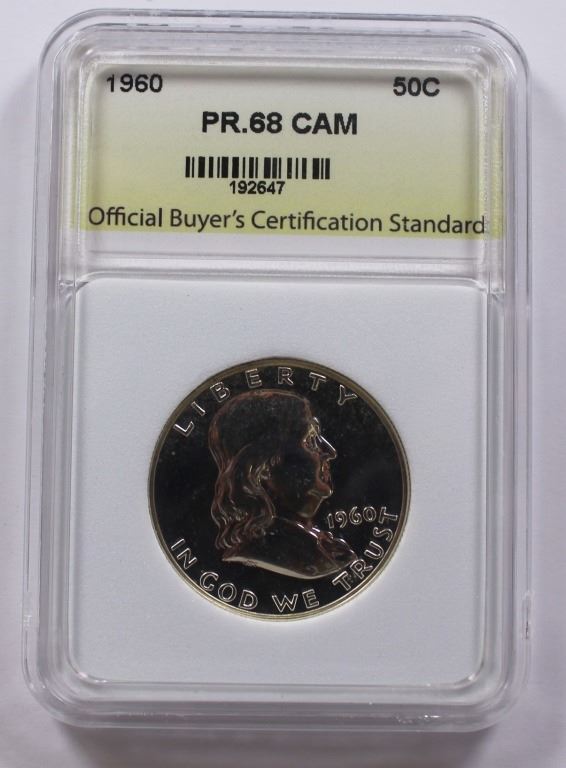 1960 50C
PR.68 CAM
192647
Official Buyer's Certification Standard
LIBERTY
1960
IN GOD WE TRUST